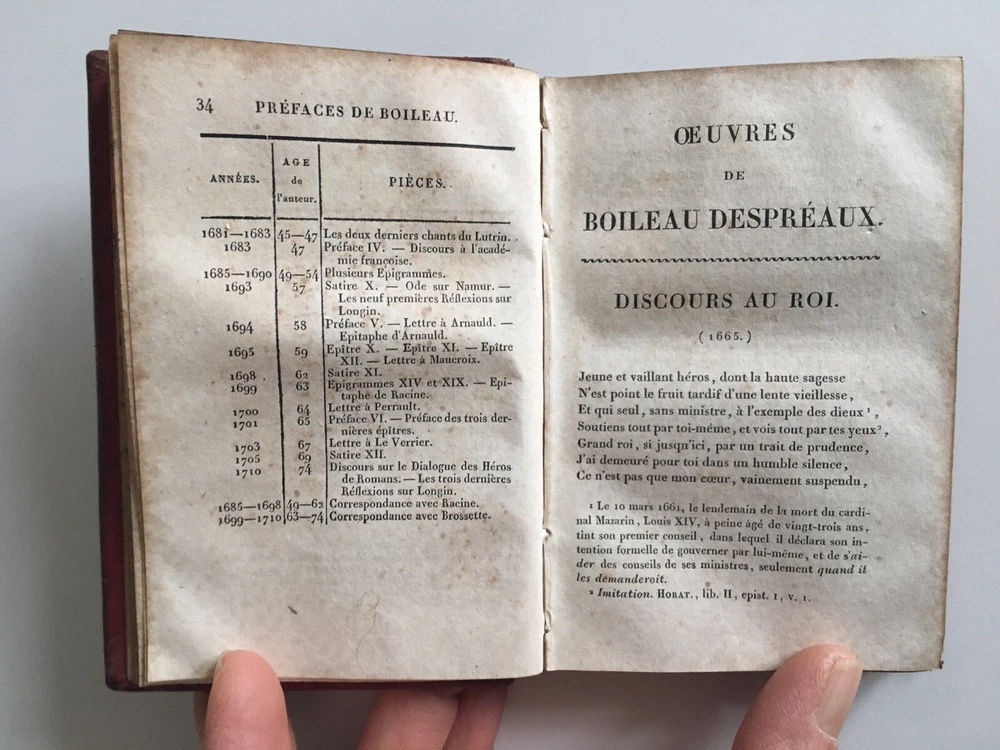 34 PRÉFACES DE BOILEAU.
ANNÉES. AGE de l'auteur. PIÈCES.
1681—1683 45—47 Les deux derniers chants du Lutrin.
1683 47 Préface IV. — Discours à l'acadé-
mie françoise.
1685—1690 49—54 Plusieurs Epigrammes.
1693 57 Satire X. — Ode sur Namur. —
Les neuf premières Réflexions sur
Longin.
1694 58 Préface V. — Lettre à Arnauld. —
Epitaphe d'Arnauld.
1695 59 Epître X. — Epître XI. — Epître
XII. — Lettre à Maucroix.
1698 62 Satire XI.
1699 63 Epigrammes XIV et XIX. — Epi-
taphe de Racine.
1700 64 Lettre à Perrault.
1701 65 Préface VI. — Préface des trois der-
nières épîtres.
1703 67 Lettre à Le Verrier.
1705 69 Satire XII.
1710 74 Discours sur le Dialogue des Héros
de Romans. — Les trois dernières
Réflexions sur Longin.
1685—1698 49—62 Correspondance avec Racine.
1699—1710 63—74 Correspondance avec Brossette.
ŒUVRES
DE
BOILEAU DESPRÉAUX.
DISCOURS AU ROI.
(1665.)
Jeune et vaillant héros, dont la haute sagesse
N'est point le fruit tardif d'une lente vieillesse,
Et qui seul, sans ministre, à l'exemple des dieux ¹,
Soutiens tout par toi-même, et vois tout par tes yeux²,
Grand roi, si jusqu'ici, par un trait de prudence,
J'ai demeuré pour toi dans un humble silence,
Ce n'est pas que mon cœur, vainement suspendu,
1 Le 10 mars 1661, le lendemain de la mort du cardi-
nal Mazarin, Louis XIV, à peine âgé de vingt-trois ans,
tint son premier conseil, dans lequel il déclara son in-
tention formelle de gouverner par lui-même, et de s'ai-
der des conseils de ses ministres, seulement quand il
les demanderoit.
² Imitation. HORAT., lib. II, epist. 1, v. 1.